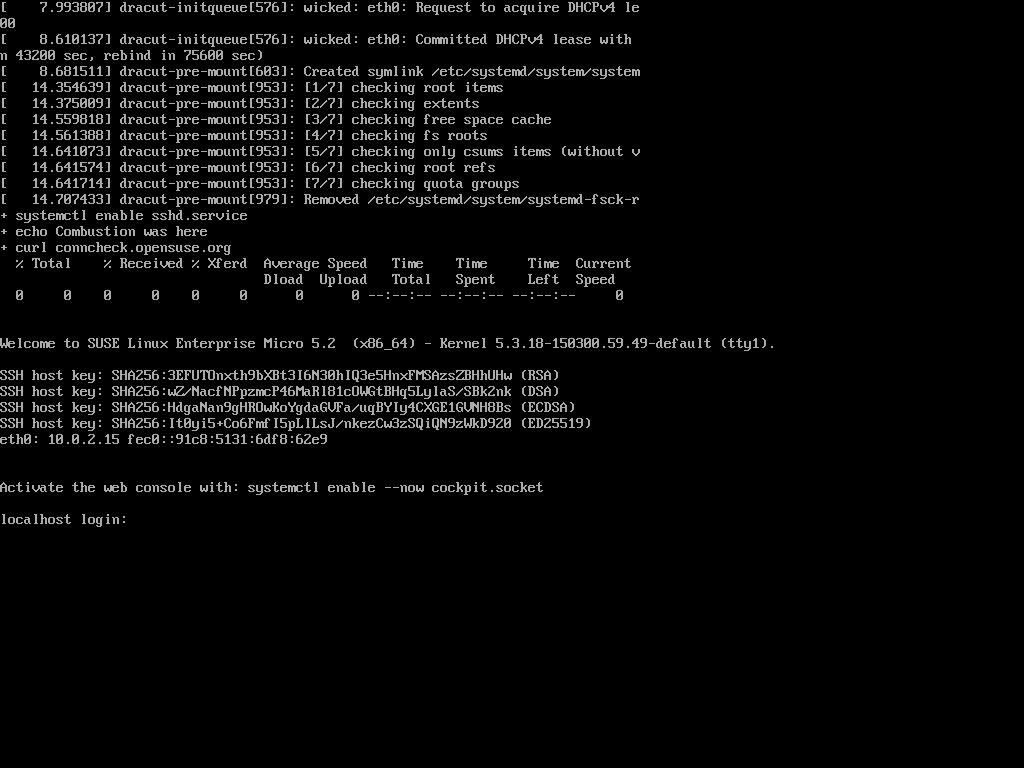 [    7.993807] dracut-initqueue[576]: wicked: eth0: Request to acquire DHCPv4 le
00
[    8.610137] dracut-initqueue[576]: wicked: eth0: Committed DHCPv4 lease with
n 43200 sec, rebind in 75600 sec)
[    8.681511] dracut-pre-mount[603]: Created symlink /etc/systemd/system/system
[   14.354639] dracut-pre-mount[953]: [1/7] checking root items
[   14.375009] dracut-pre-mount[953]: [2/7] checking extents
[   14.559818] dracut-pre-mount[953]: [3/7] checking free space cache
[   14.561388] dracut-pre-mount[953]: [4/7] checking fs roots
[   14.641073] dracut-pre-mount[953]: [5/7] checking only csums items (without v
[   14.641574] dracut-pre-mount[953]: [6/7] checking root refs
[   14.641714] dracut-pre-mount[953]: [7/7] checking quota groups
[   14.707433] dracut-pre-mount[979]: Removed /etc/systemd/system/systemd-fsck-r
+ systemctl enable sshd.service
+ echo Combustion was here
+ curl conncheck.opensuse.org
  % Total    % Received % Xferd  Average Speed   Time    Time     Time  Current
                                 Dload  Upload   Total   Spent    Left  Speed
  0     0    0     0    0     0      0      0 --:--:-- --:--:-- --:--:--     0
Welcome to SUSE Linux Enterprise Micro 5.2  (x86_64) - Kernel 5.3.18-150300.59.49-default (tty1).
SSH host key: SHA256:3EFUTOnxth9bXBt3I6N30hIQ3e5HnxFMSAzsZBHhUHw (RSA)
SSH host key: SHA256:wZ/NacfNPpzmcP46MaRl81cOWGtBHq5LylaS/SBk2nk (DSA)
SSH host key: SHA256:HdgaNan9gHROwKoYgdaGVFa/uqBYIy4CXGE1GVNH8Bs (ECDSA)
SSH host key: SHA256:It0yi5+Co6FmfI5pLlLsJ/nkezCw3zSQiQN9zWkD920 (ED25519)
eth0: 10.0.2.15 fec0::91c8:5131:6df8:62e9
Activate the web console with: systemctl enable --now cockpit.socket
localhost login: